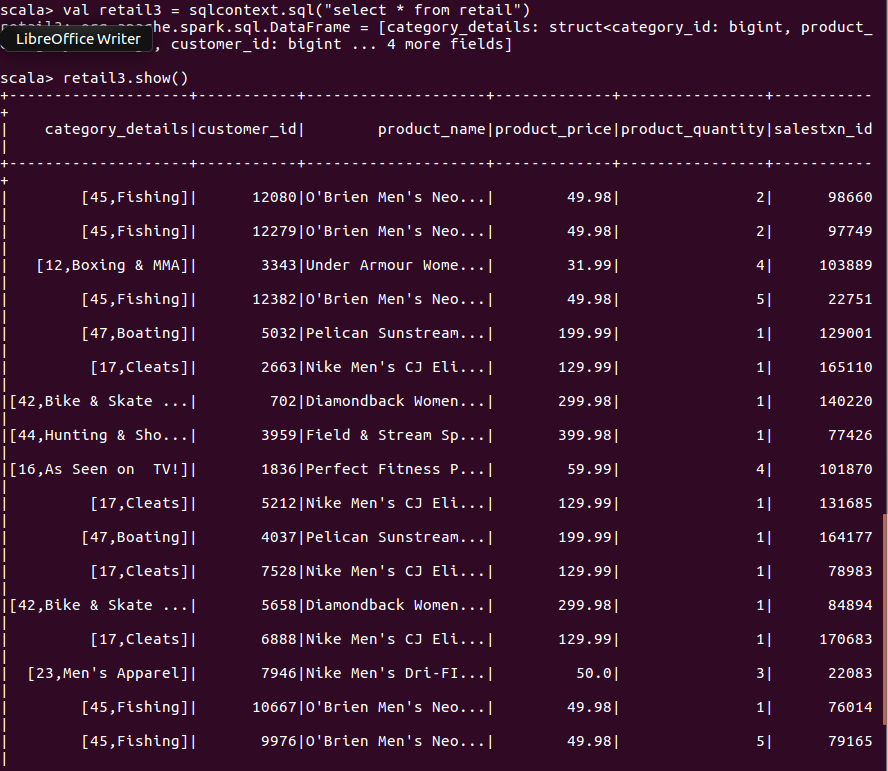 scala> val retail3 = sqlcontext.sql("select * from retail")
che.spark.sql.DataFrame = [category_details: struct<category_id: bigint, product_
LibreOffice Writer
, customer_id: bigint ... 4 more fields]
scala> retail3.show()
+--------------------+-----------+--------------------+-------------+----------------+-----------
+
|    category_details|customer_id|        product_name|product_price|product_quantity|salestxn_id
|
+--------------------+-----------+--------------------+-------------+----------------+-----------
+
|        [45,Fishing]|      12080|O'Brien Men's Neo...|        49.98|               2|      98660
|
|        [45,Fishing]|      12279|O'Brien Men's Neo...|        49.98|               2|      97749
|
|   [12,Boxing & MMA]|       3343|Under Armour Wome...|        31.99|               4|     103889
|
|        [45,Fishing]|      12382|O'Brien Men's Neo...|        49.98|               5|      22751
|
|        [47,Boating]|       5032|Pelican Sunstream...|       199.99|               1|     129001
|
|         [17,Cleats]|       2663|Nike Men's CJ Eli...|       129.99|               1|     165110
|
|[42,Bike & Skate ...|        702|Diamondback Women...|       299.98|               1|     140220
|
|[44,Hunting & Sho...|       3959|Field & Stream Sp...|       399.98|               1|      77426
|
|[16,As Seen on  TV!]|       1836|Perfect Fitness P...|        59.99|               4|     101870
|
|         [17,Cleats]|       5212|Nike Men's CJ Eli...|       129.99|               1|     131685
|
|        [47,Boating]|       4037|Pelican Sunstream...|       199.99|               1|     164177
|
|         [17,Cleats]|       7528|Nike Men's CJ Eli...|       129.99|               1|      78983
|
|[42,Bike & Skate ...|       5658|Diamondback Women...|       299.98|               1|      84894
|
|         [17,Cleats]|       6888|Nike Men's CJ Eli...|       129.99|               1|     170683
|
|  [23,Men's Apparel]|       7946|Nike Men's Dri-FI...|         50.0|               3|      22083
|
|        [45,Fishing]|      10667|O'Brien Men's Neo...|        49.98|               1|      76014
|
|        [45,Fishing]|       9976|O'Brien Men's Neo...|        49.98|               5|      79165
|